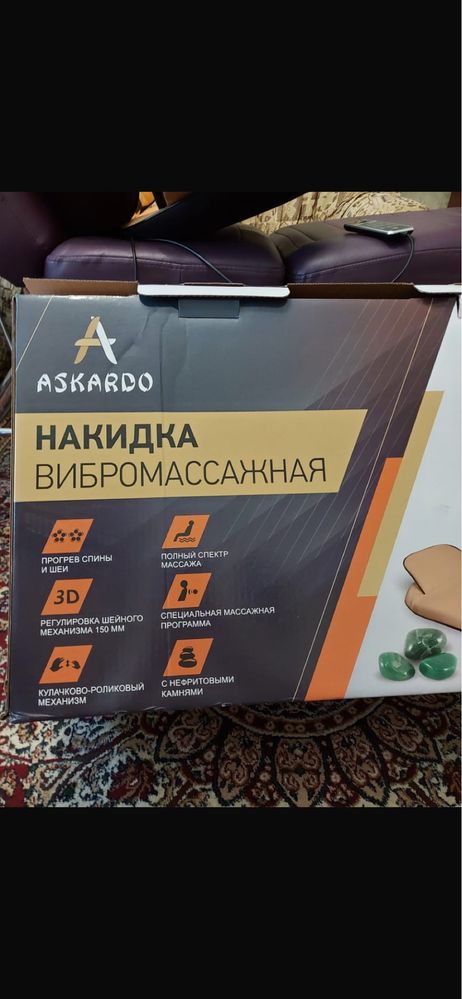 ASKARDO
НАКИДКА
ВИБРОМАССАЖНАЯ
ПРОГРЕВ СПИНЫ
И ШЕИ
ПОЛНЫЙ СПЕКТР
МАССАЖА
3D
РЕГУЛИРОВКА ШЕЙНОГО
МЕХАНИЗМА 150 ММ
СПЕЦИАЛЬНАЯ МАССАЖНАЯ
ПРОГРАММА
КУЛАЧКОВО-РОЛИКОВЫЙ
МЕХАНИЗМ
С НЕФРИТОВЫМИ
КАМНЯМИ